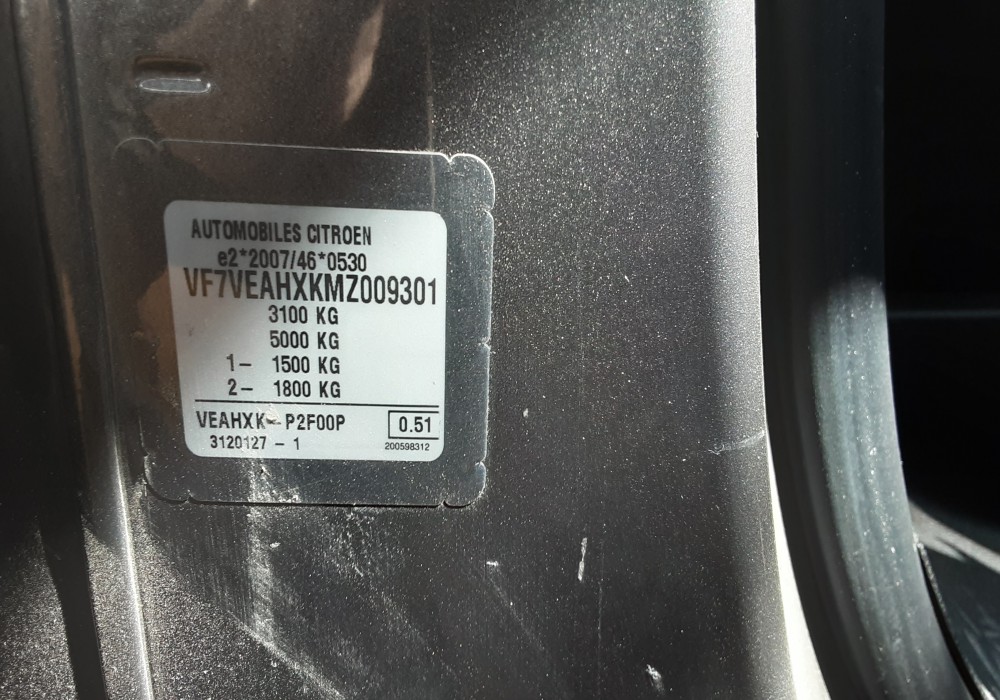 AUTOMOBILES CITROEN
e2*2007/46*0530
VF7VEAHXKMZ009301
3100 KG
5000 KG
1- 1500 KG
2- 1800 KG
VEAHXK- P2F00P 0.51
3120127 - 1 200598312